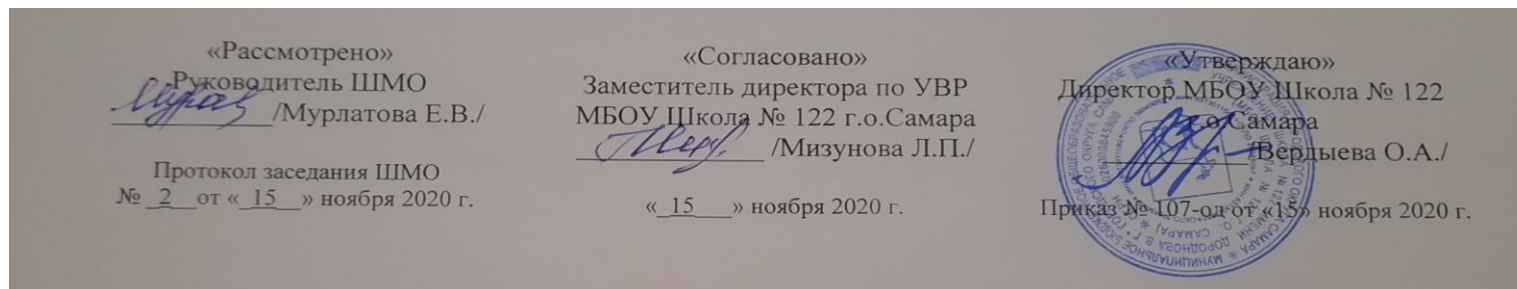 «Рассмотрено»
Руководитель ШМО
/Мурлатова Е.В./
Протокол заседания ШМО
№ 2 от « 15 » ноября 2020 г.
«Согласовано»
Заместитель директора по УВР
МБОУ Школа № 122 г.о.Самара
/Мизунова Л.П./
« 15 » ноября 2020 г.
«Утверждаю»
Директор МБОУ Школа № 122
г.о.Самара
/Вердыева О.А./
Приказ № 107-од от «15» ноября 2020 г.